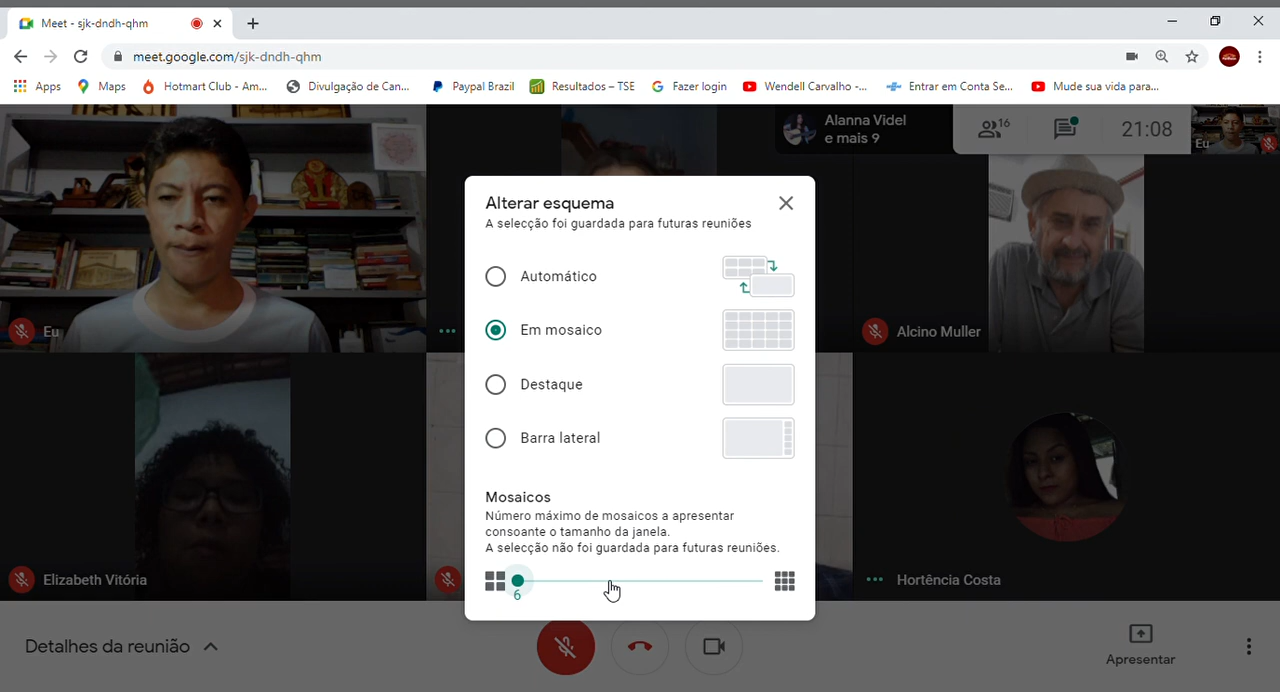 Meet - sjk-dndh-qhm
meet.google.com/sjk-dndh-qhm
Apps
Maps
Hotmart Club - Am...
Divulgação de Can...
Paypal Brazil
Resultados – TSE
Fazer login
Wendell Carvalho -...
Entrar em Conta Se...
Mude sua vida para...
Alanna Videl
e mais 9
16
21:08
Eu
Alterar esquema
A selecção foi guardada para futuras reuniões
Automático
Em mosaico
Destaque
Barra lateral
Mosaicos
Número máximo de mosaicos a apresentar
consoante o tamanho da janela.
A selecção não foi guardada para futuras reuniões.
6
Eu
Alcino Muller
Elizabeth Vitória
Hortência Costa
Detalhes da reunião
Apresentar